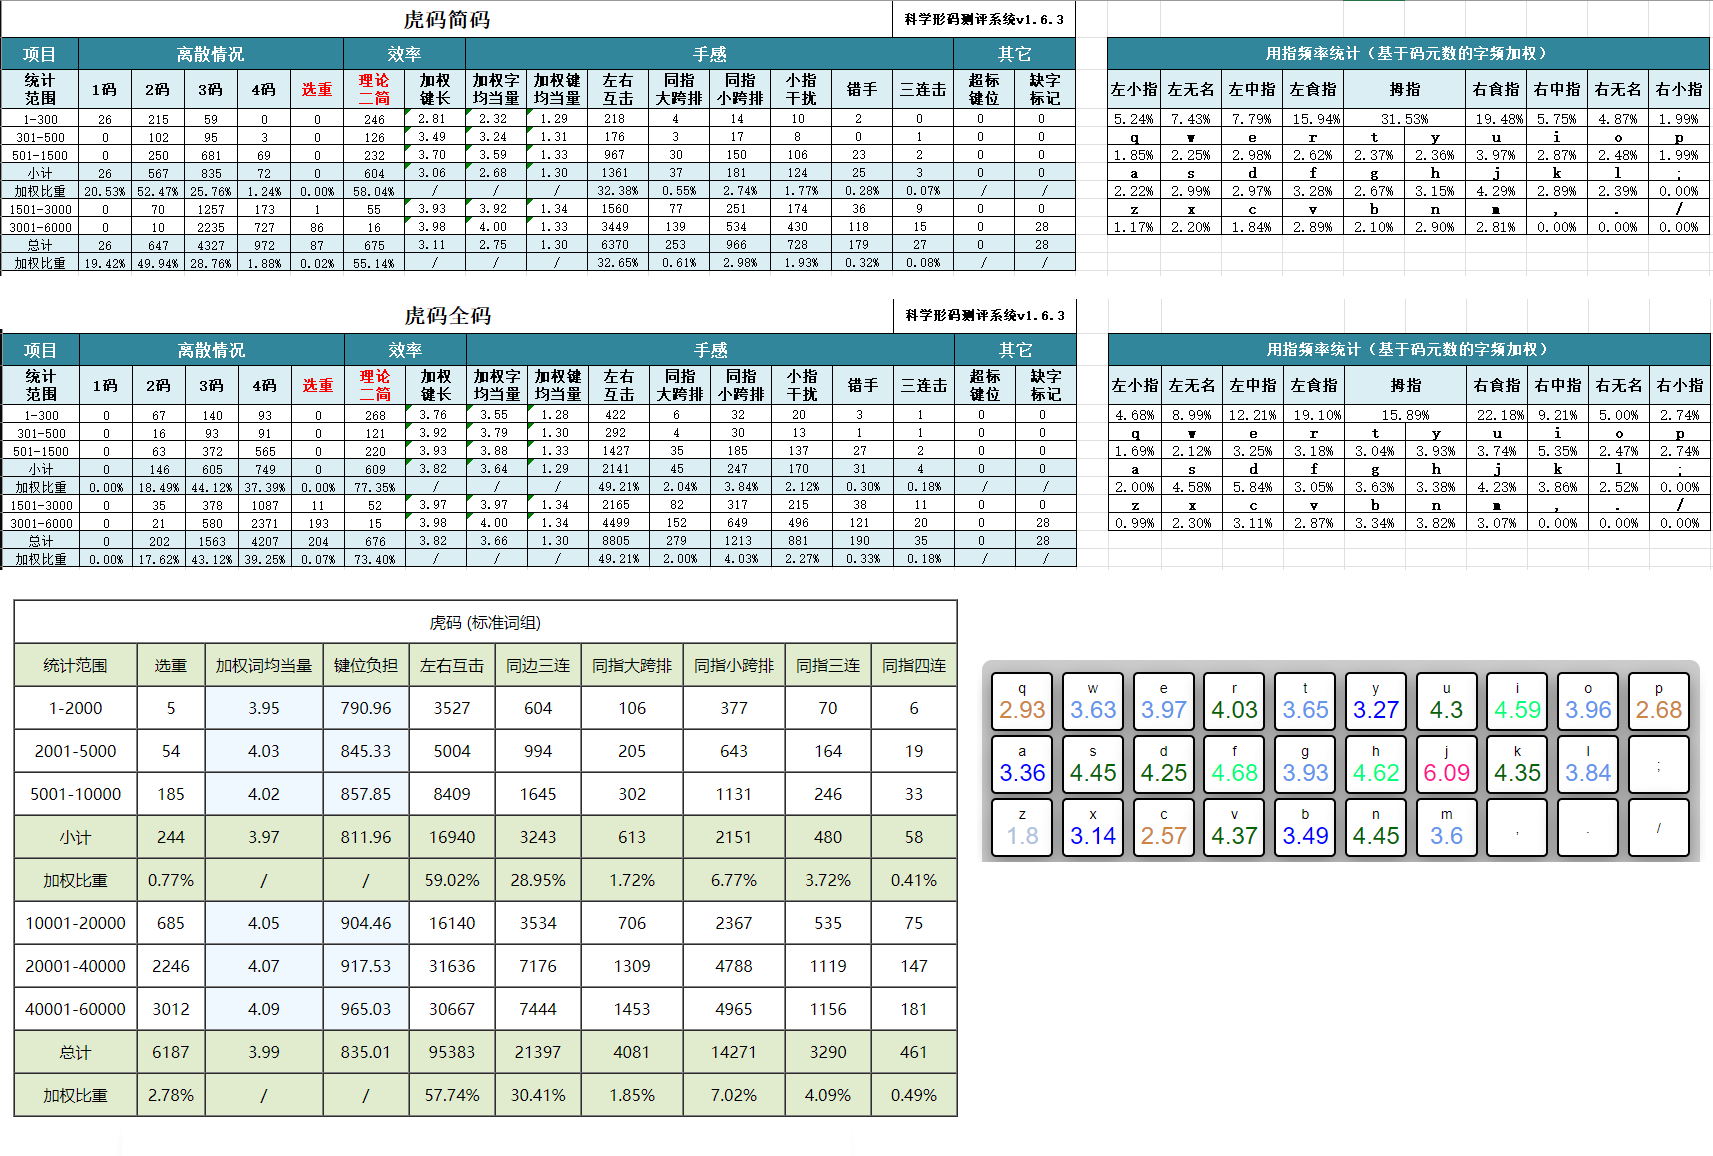 虎码简码 科学形码测评系统v1.6.3
项目 离散情况 效率 手感 其它
统计范围 1码 2码 3码 4码 选重 理论二简 加权键长 加权字均当量 加权键均当量 左右互击 同指大跨排 同指小跨排 小指干扰 错手 三连击 超标键位 缺字标记
1-300 26 215 59 0 0 246 2.81 2.32 1.29 218 4 14 10 2 0 0 0
301-500 0 102 95 3 0 126 3.49 3.24 1.31 176 3 17 8 0 1 0 0
501-1500 0 250 681 69 0 232 3.70 3.59 1.33 967 30 150 106 23 2 0 0
小计 26 567 835 72 0 604 3.06 2.68 1.30 1361 37 181 124 25 3 0 0
加权比重 20.53% 52.47% 25.76% 1.24% 0.00% 58.04% / / / 32.38% 0.55% 2.74% 1.77% 0.28% 0.07% / /
1501-3000 0 70 1257 173 1 55 3.93 3.92 1.34 1560 77 251 174 36 9 0 0
3001-6000 0 10 2235 727 86 16 3.98 4.00 1.33 3449 139 534 430 118 15 0 28
总计 26 647 4327 972 87 675 3.11 2.75 1.30 6370 253 966 728 179 27 0 28
加权比重 19.42% 49.94% 28.76% 1.88% 0.02% 55.14% / / / 32.65% 0.61% 2.98% 1.93% 0.32% 0.08% / /
用指频率统计（基于码元数的字频加权）
左小指 左无名 左中指 左食指 拇指 右食指 右中指 右无名 右小指
5.24% 7.43% 7.79% 15.94% 31.53% 19.48% 5.75% 4.87% 1.99%
q w e r t y u i o p
1.85% 2.25% 2.98% 2.62% 2.37% 2.36% 3.97% 2.87% 2.48% 1.99%
a s d f g h j k l ;
2.22% 2.99% 2.97% 3.28% 2.67% 3.15% 4.29% 2.89% 2.39% 0.00%
z x c v b n m , . /
1.17% 2.20% 1.84% 2.89% 2.10% 2.90% 2.81% 0.00% 0.00% 0.00%
虎码全码 科学形码测评系统v1.6.3
项目 离散情况 效率 手感 其它
统计范围 1码 2码 3码 4码 选重 理论二简 加权键长 加权字均当量 加权键均当量 左右互击 同指大跨排 同指小跨排 小指干扰 错手 三连击 超标键位 缺字标记
1-300 0 67 140 93 0 268 3.76 3.55 1.28 422 6 32 20 3 1 0 0
301-500 0 16 93 91 0 121 3.92 3.79 1.30 292 4 30 13 1 1 0 0
501-1500 0 63 372 565 0 220 3.93 3.88 1.33 1427 35 185 137 27 2 0 0
小计 0 146 605 749 0 609 3.82 3.64 1.29 2141 45 247 170 31 4 0 0
加权比重 0.00% 18.49% 44.12% 37.39% 0.00% 77.35% / / / 49.21% 2.04% 3.84% 2.12% 0.30% 0.18% / /
1501-3000 0 35 378 1087 11 52 3.97 3.97 1.34 2165 82 317 215 38 11 0 0
3001-6000 0 21 580 2371 193 15 3.98 4.00 1.34 4499 152 649 496 121 20 0 28
总计 0 202 1563 4207 204 676 3.82 3.66 1.30 8805 279 1213 881 190 35 0 28
加权比重 0.00% 17.62% 43.12% 39.25% 0.07% 73.40% / / / 49.21% 2.00% 4.03% 2.27% 0.33% 0.18% / /
用指频率统计（基于码元数的字频加权）
左小指 左无名 左中指 左食指 拇指 右食指 右中指 右无名 右小指
4.68% 8.99% 12.21% 19.10% 15.89% 22.18% 9.21% 5.00% 2.74%
q w e r t y u i o p
1.69% 2.12% 3.25% 3.18% 3.04% 3.93% 3.74% 5.35% 2.47% 2.74%
a s d f g h j k l ;
2.00% 4.58% 5.84% 3.05% 3.63% 3.38% 4.23% 3.86% 2.52% 0.00%
z x c v b n m , . /
0.99% 2.30% 3.11% 2.87% 3.34% 3.82% 3.07% 0.00% 0.00% 0.00%
虎码 (标准词组)
统计范围 选重 加权词均当量 键位负担 左右互击 同边三连 同指大跨排 同指小跨排 同指三连 同指四连
1-2000 5 3.95 790.96 3527 604 106 377 70 6
2001-5000 54 4.03 845.33 5004 994 205 643 164 19
5001-10000 185 4.02 857.85 8409 1645 302 1131 246 33
小计 244 3.97 811.96 16940 3243 613 2151 480 58
加权比重 0.77% / / 59.02% 28.95% 1.72% 6.77% 3.72% 0.41%
10001-20000 685 4.05 904.46 16140 3534 706 2367 535 75
20001-40000 2246 4.07 917.53 31636 7176 1309 4788 1119 147
40001-60000 3012 4.09 965.03 30667 7444 1453 4965 1156 181
总计 6187 3.99 835.01 95383 21397 4081 14271 3290 461
加权比重 2.78% / / 57.74% 30.41% 1.85% 7.02% 4.09% 0.49%
q w e r t y u i o p
2.93 3.63 3.97 4.03 3.65 3.27 4.3 4.59 3.96 2.68
a s d f g h j k l ;
3.36 4.45 4.25 4.68 3.93 4.62 6.09 4.35 3.84
z x c v b n m , . /
1.8 3.14 2.57 4.37 3.49 4.45 3.6